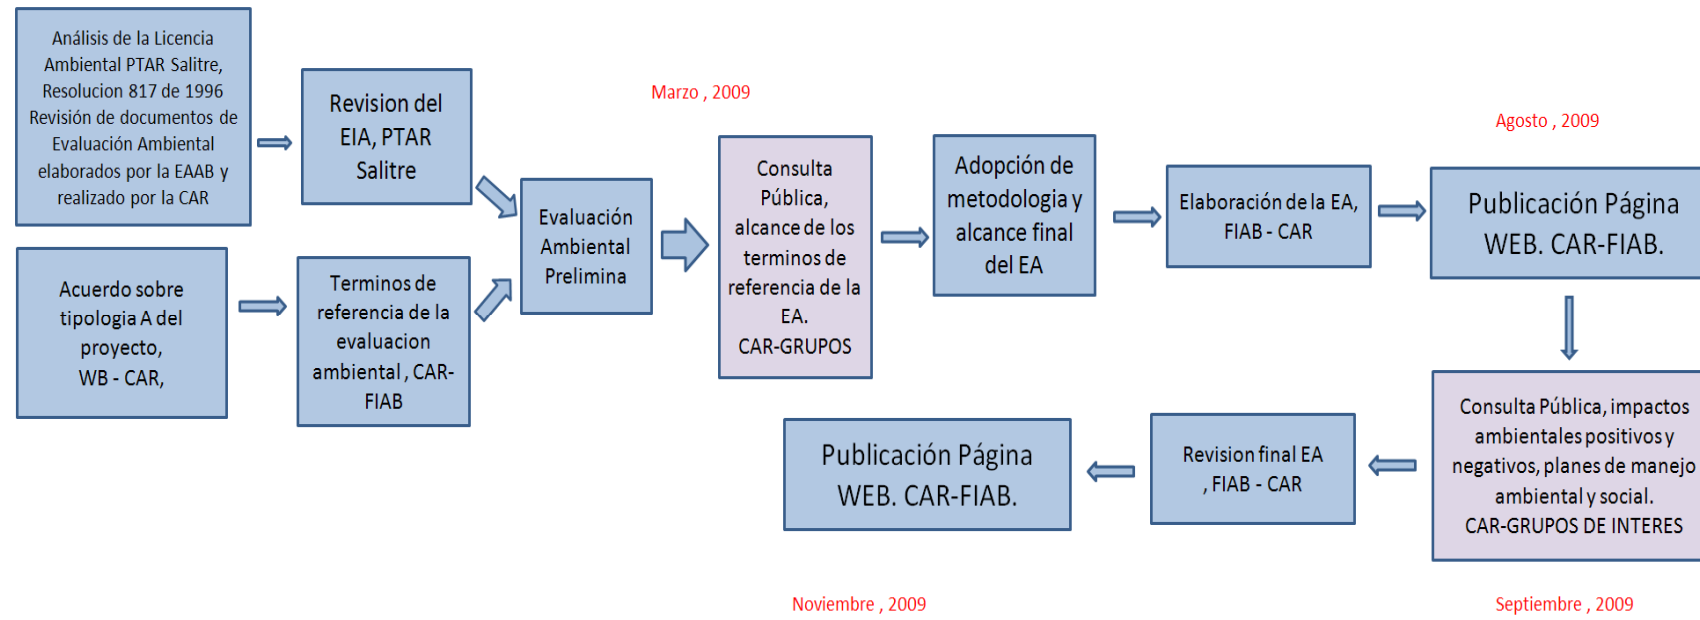 Análisis de la Licencia
Ambiental PTAR Salitre,
Resolucion 817 de 1996
Revisión de documentos de
Evaluación Ambiental
elaborados por la EAAB y
realizado por la CAR
Revision del
EIA, PTAR
Salitre
Acuerdo sobre
tipologia A del
proyecto,
WB - CAR,
Terminos de
referencia de la
evaluacion
ambiental , CAR-
FIAB
Evaluación
Ambiental
Prelimina
Marzo , 2009
Consulta
Pública,
alcance de los
terminos de
referencia de la
EA.
CAR-GRUPOS
Adopción de
metodologia y
alcance final
del EA
Elaboración de la EA,
FIAB - CAR
Agosto , 2009
Publicación Página
WEB. CAR-FIAB.
Consulta Pública, impactos
ambientales positivos y
negativos, planes de manejo
ambiental y social.
CAR-GRUPOS DE INTERES
Septiembre , 2009
Revision final EA
, FIAB - CAR
Publicación Página
WEB. CAR-FIAB.
Noviembre , 2009